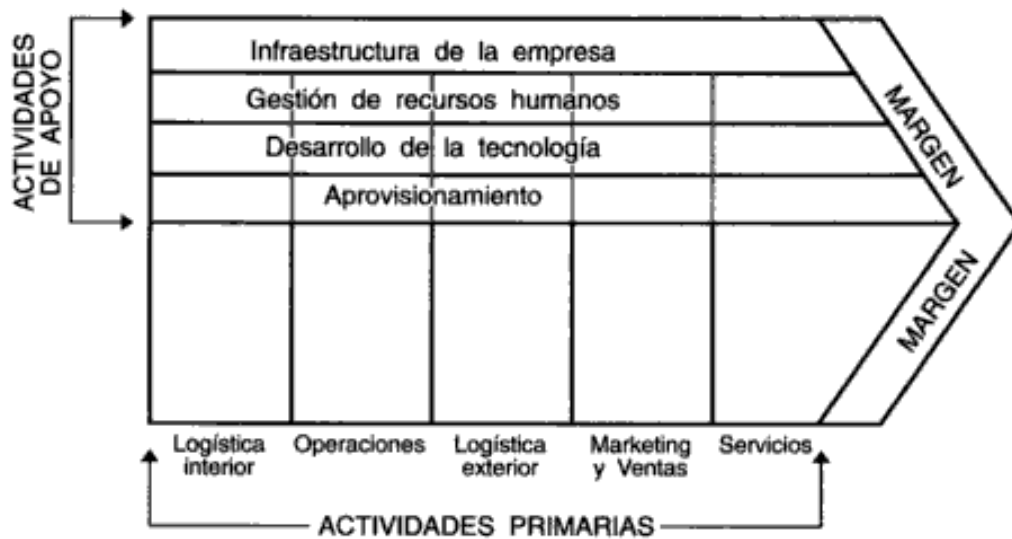 ACTIVIDADES
DE APOYO
Infraestructura de la empresa
Gestión de recursos humanos
Desarrollo de la tecnología
Aprovisionamiento
MARGEN
MARGEN
Logística
interior
Operaciones
Logística
exterior
Marketing
y Ventas
Servicios
ACTIVIDADES PRIMARIAS